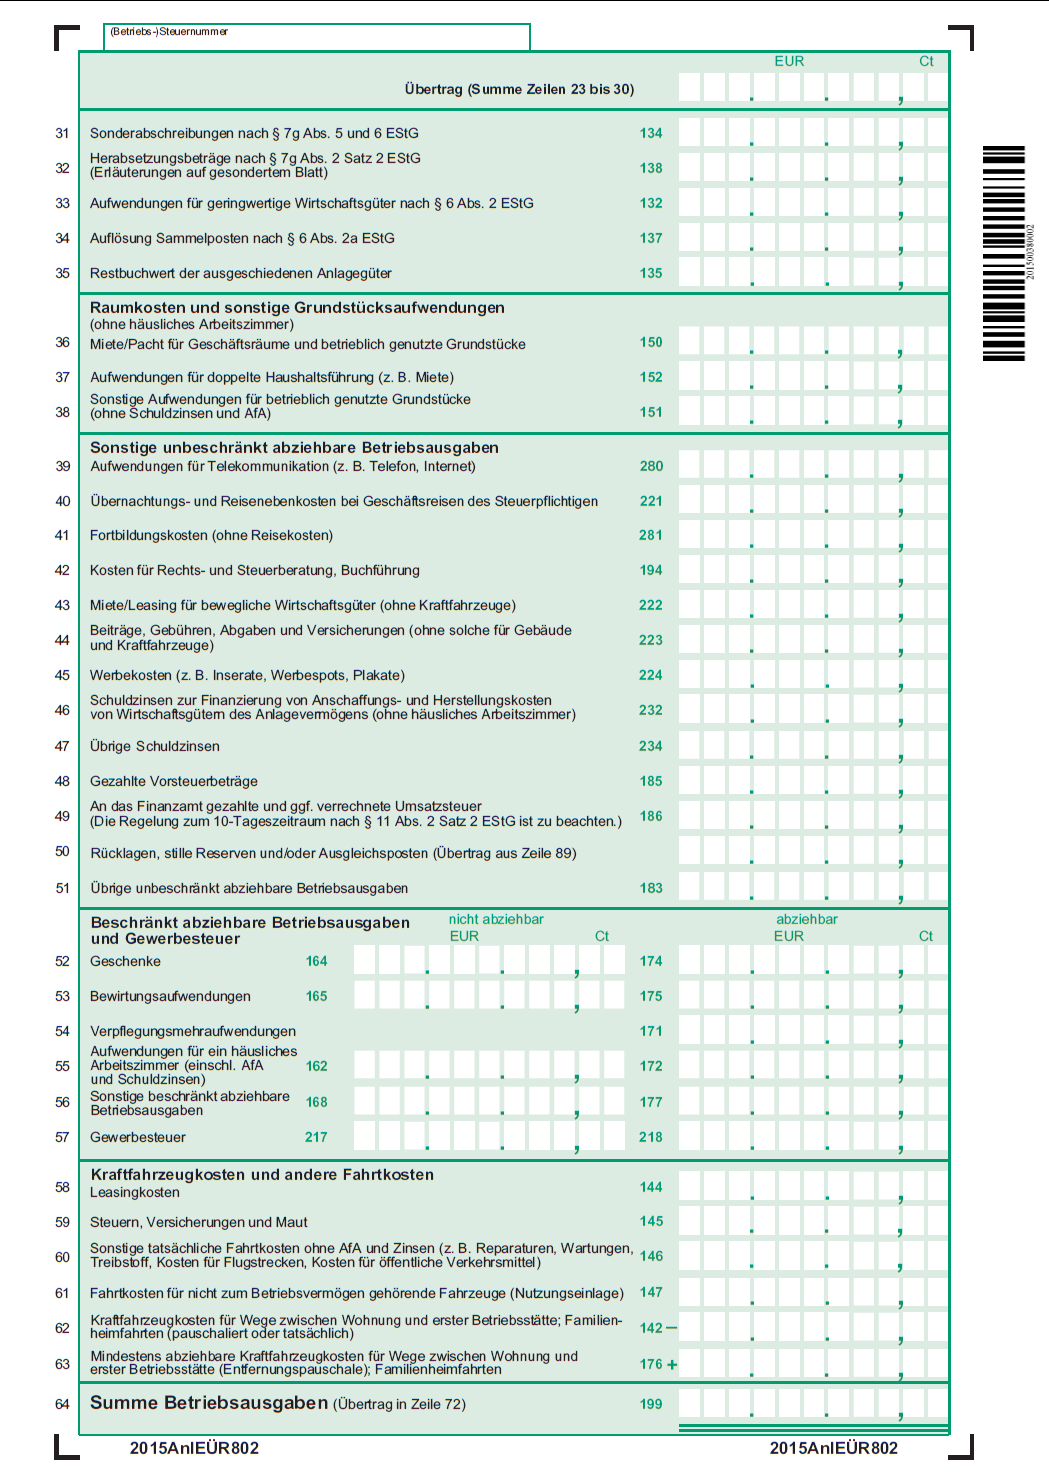 (Betriebs-)Steuernummer
EUR Ct
Übertrag (Summe Zeilen 23 bis 30)
31 Sonderabschreibungen nach § 7g Abs. 5 und 6 EStG 134
Herabsetzungsbeträge nach § 7g Abs. 2 Satz 2 EStG
32 (Erläuterungen auf gesondertem Blatt) 138
33 Aufwendungen für geringwertige Wirtschaftsgüter nach § 6 Abs. 2 EStG 132
34 Auflösung Sammelposten nach § 6 Abs. 2a EStG 137
35 Restbuchwert der ausgeschiedenen Anlagegüter 135
201500380002
Raumkosten und sonstige Grundstücksaufwendungen
(ohne häusliches Arbeitszimmer)
36 Miete/Pacht für Geschäftsräume und betrieblich genutzte Grundstücke 150
37 Aufwendungen für doppelte Haushaltsführung (z. B. Miete) 152
Sonstige Aufwendungen für betrieblich genutzte Grundstücke
38 (ohne Schuldzinsen und AfA) 151
Sonstige unbeschränkt abziehbare Betriebsausgaben
39 Aufwendungen für Telekommunikation (z. B. Telefon, Internet) 280
40 Übernachtungs- und Reisenebenkosten bei Geschäftsreisen des Steuerpflichtigen 221
41 Fortbildungskosten (ohne Reisekosten) 281
42 Kosten für Rechts- und Steuerberatung, Buchführung 194
43 Miete/Leasing für bewegliche Wirtschaftsgüter (ohne Kraftfahrzeuge) 222
Beiträge, Gebühren, Abgaben und Versicherungen (ohne solche für Gebäude
44 und Kraftfahrzeuge) 223
45 Werbekosten (z. B. Inserate, Werbespots, Plakate) 224
Schuldzinsen zur Finanzierung von Anschaffungs- und Herstellungskosten
46 von Wirtschaftsgütern des Anlagevermögens (ohne häusliches Arbeitszimmer) 232
47 Übrige Schuldzinsen 234
48 Gezahlte Vorsteuerbeträge 185
An das Finanzamt gezahlte und ggf. verrechnete Umsatzsteuer
49 (Die Regelung zum 10-Tageszeitraum nach § 11 Abs. 2 Satz 2 EStG ist zu beachten.) 186
50 Rücklagen, stille Reserven und/oder Ausgleichsposten (Übertrag aus Zeile 89)
51 Übrige unbeschränkt abziehbare Betriebsausgaben 183
Beschränkt abziehbare Betriebsausgaben nicht abziehbar abziehbar
und Gewerbesteuer EUR Ct EUR Ct
52 Geschenke 164 174
53 Bewirtungsaufwendungen 165 175
54 Verpflegungsmehraufwendungen 171
Aufwendungen für ein häusliches
55 Arbeitszimmer (einschl. AfA 162 172
und Schuldzinsen)
56 Sonstige beschränkt abziehbare 168 177
Betriebsausgaben
57 Gewerbesteuer 217 218
Kraftfahrzeugkosten und andere Fahrtkosten
58 Leasingkosten 144
59 Steuern, Versicherungen und Maut 145
Sonstige tatsächliche Fahrtkosten ohne AfA und Zinsen (z. B. Reparaturen, Wartungen,
60 Treibstoff, Kosten für Flugstrecken, Kosten für öffentliche Verkehrsmittel) 146
61 Fahrtkosten für nicht zum Betriebsvermögen gehörende Fahrzeuge (Nutzungseinlage) 147
Kraftfahrzeugkosten für Wege zwischen Wohnung und erster Betriebsstätte; Familien-
62 heimfahrten (pauschaliert oder tatsächlich) 142 –
Mindestens abziehbare Kraftfahrzeugkosten für Wege zwischen Wohnung und
63 erster Betriebsstätte (Entfernungspauschale); Familienheimfahrten 176 +
64 Summe Betriebsausgaben (Übertrag in Zeile 72) 199
2015AnlEÜR802 2015AnlEÜR802